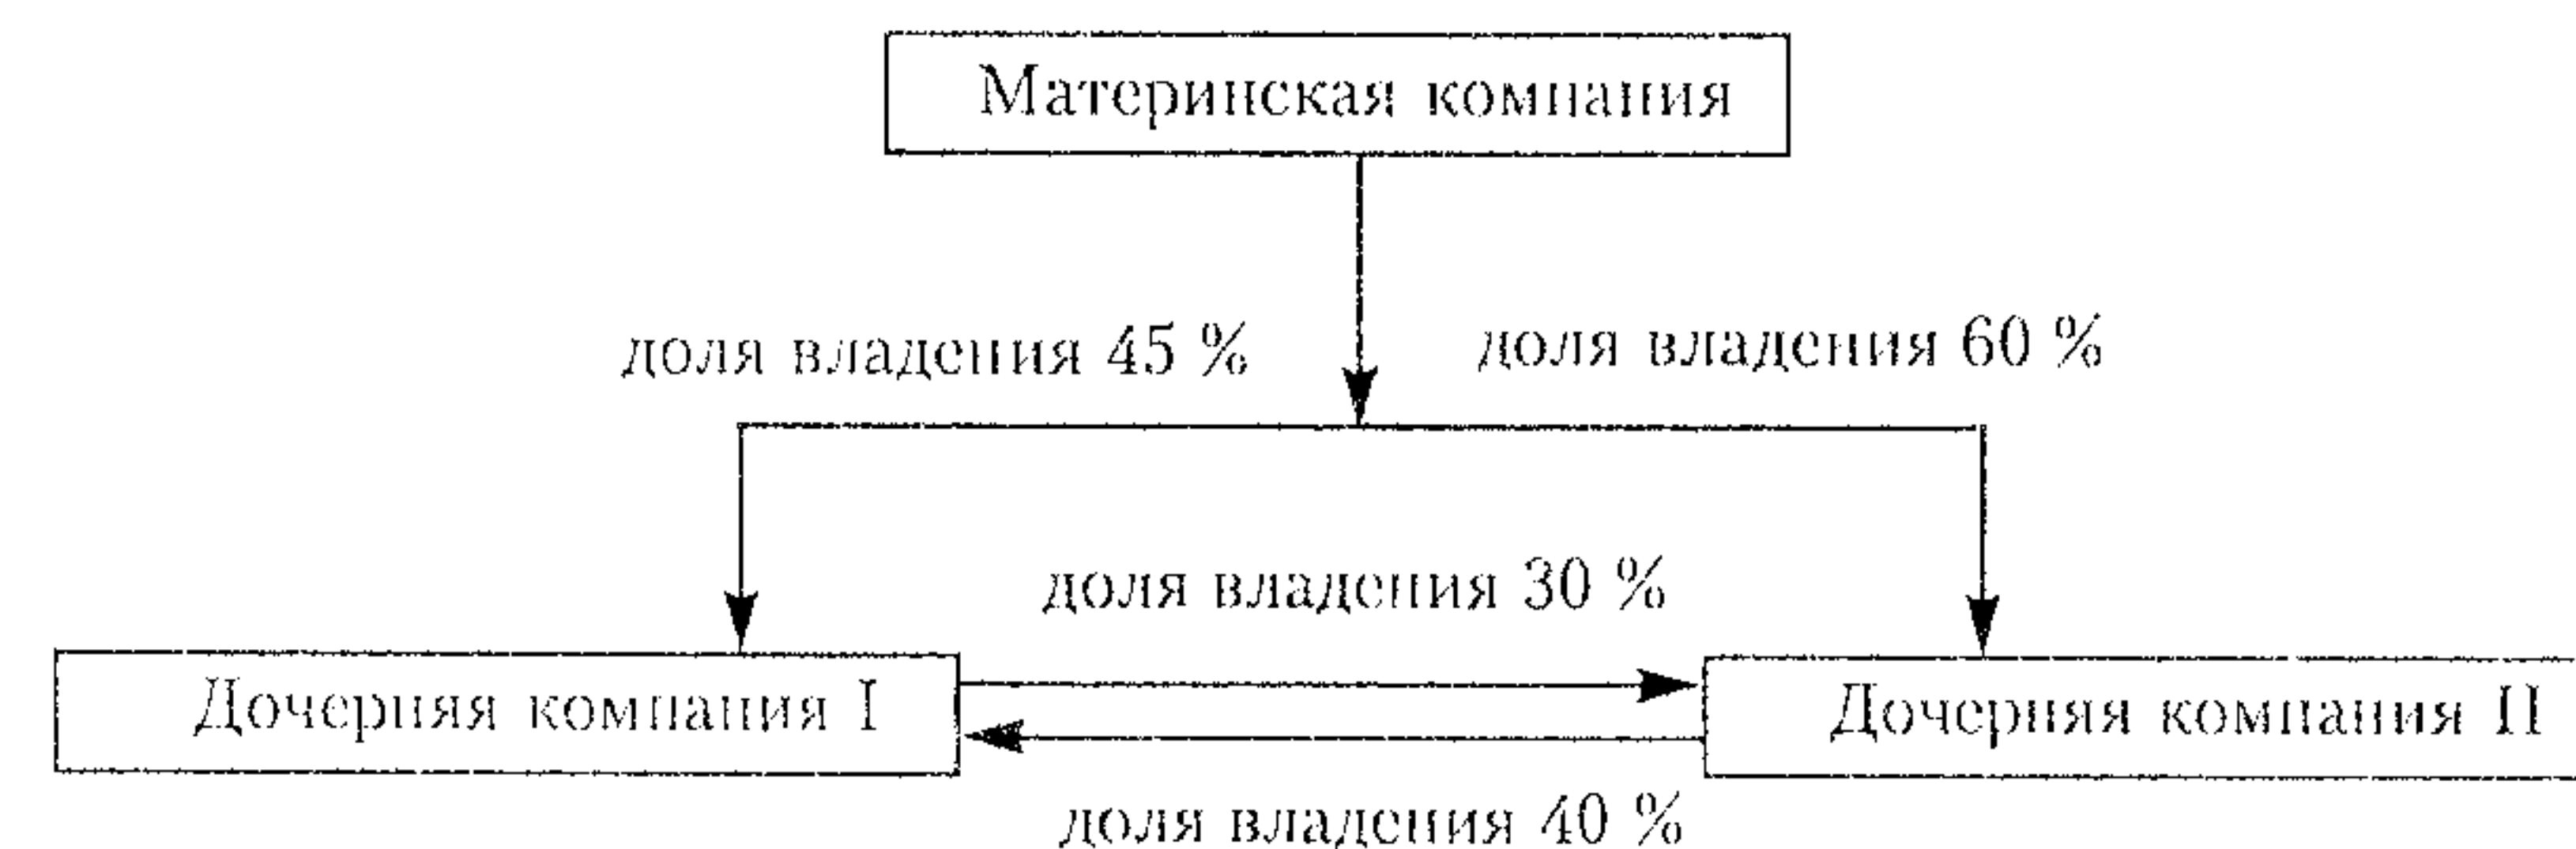 Материнская компания
доля владения 45 %
доля владения 60 %
доля владения 30 %
Дочерняя компания I
Дочерняя компания II
доля владения 40 %